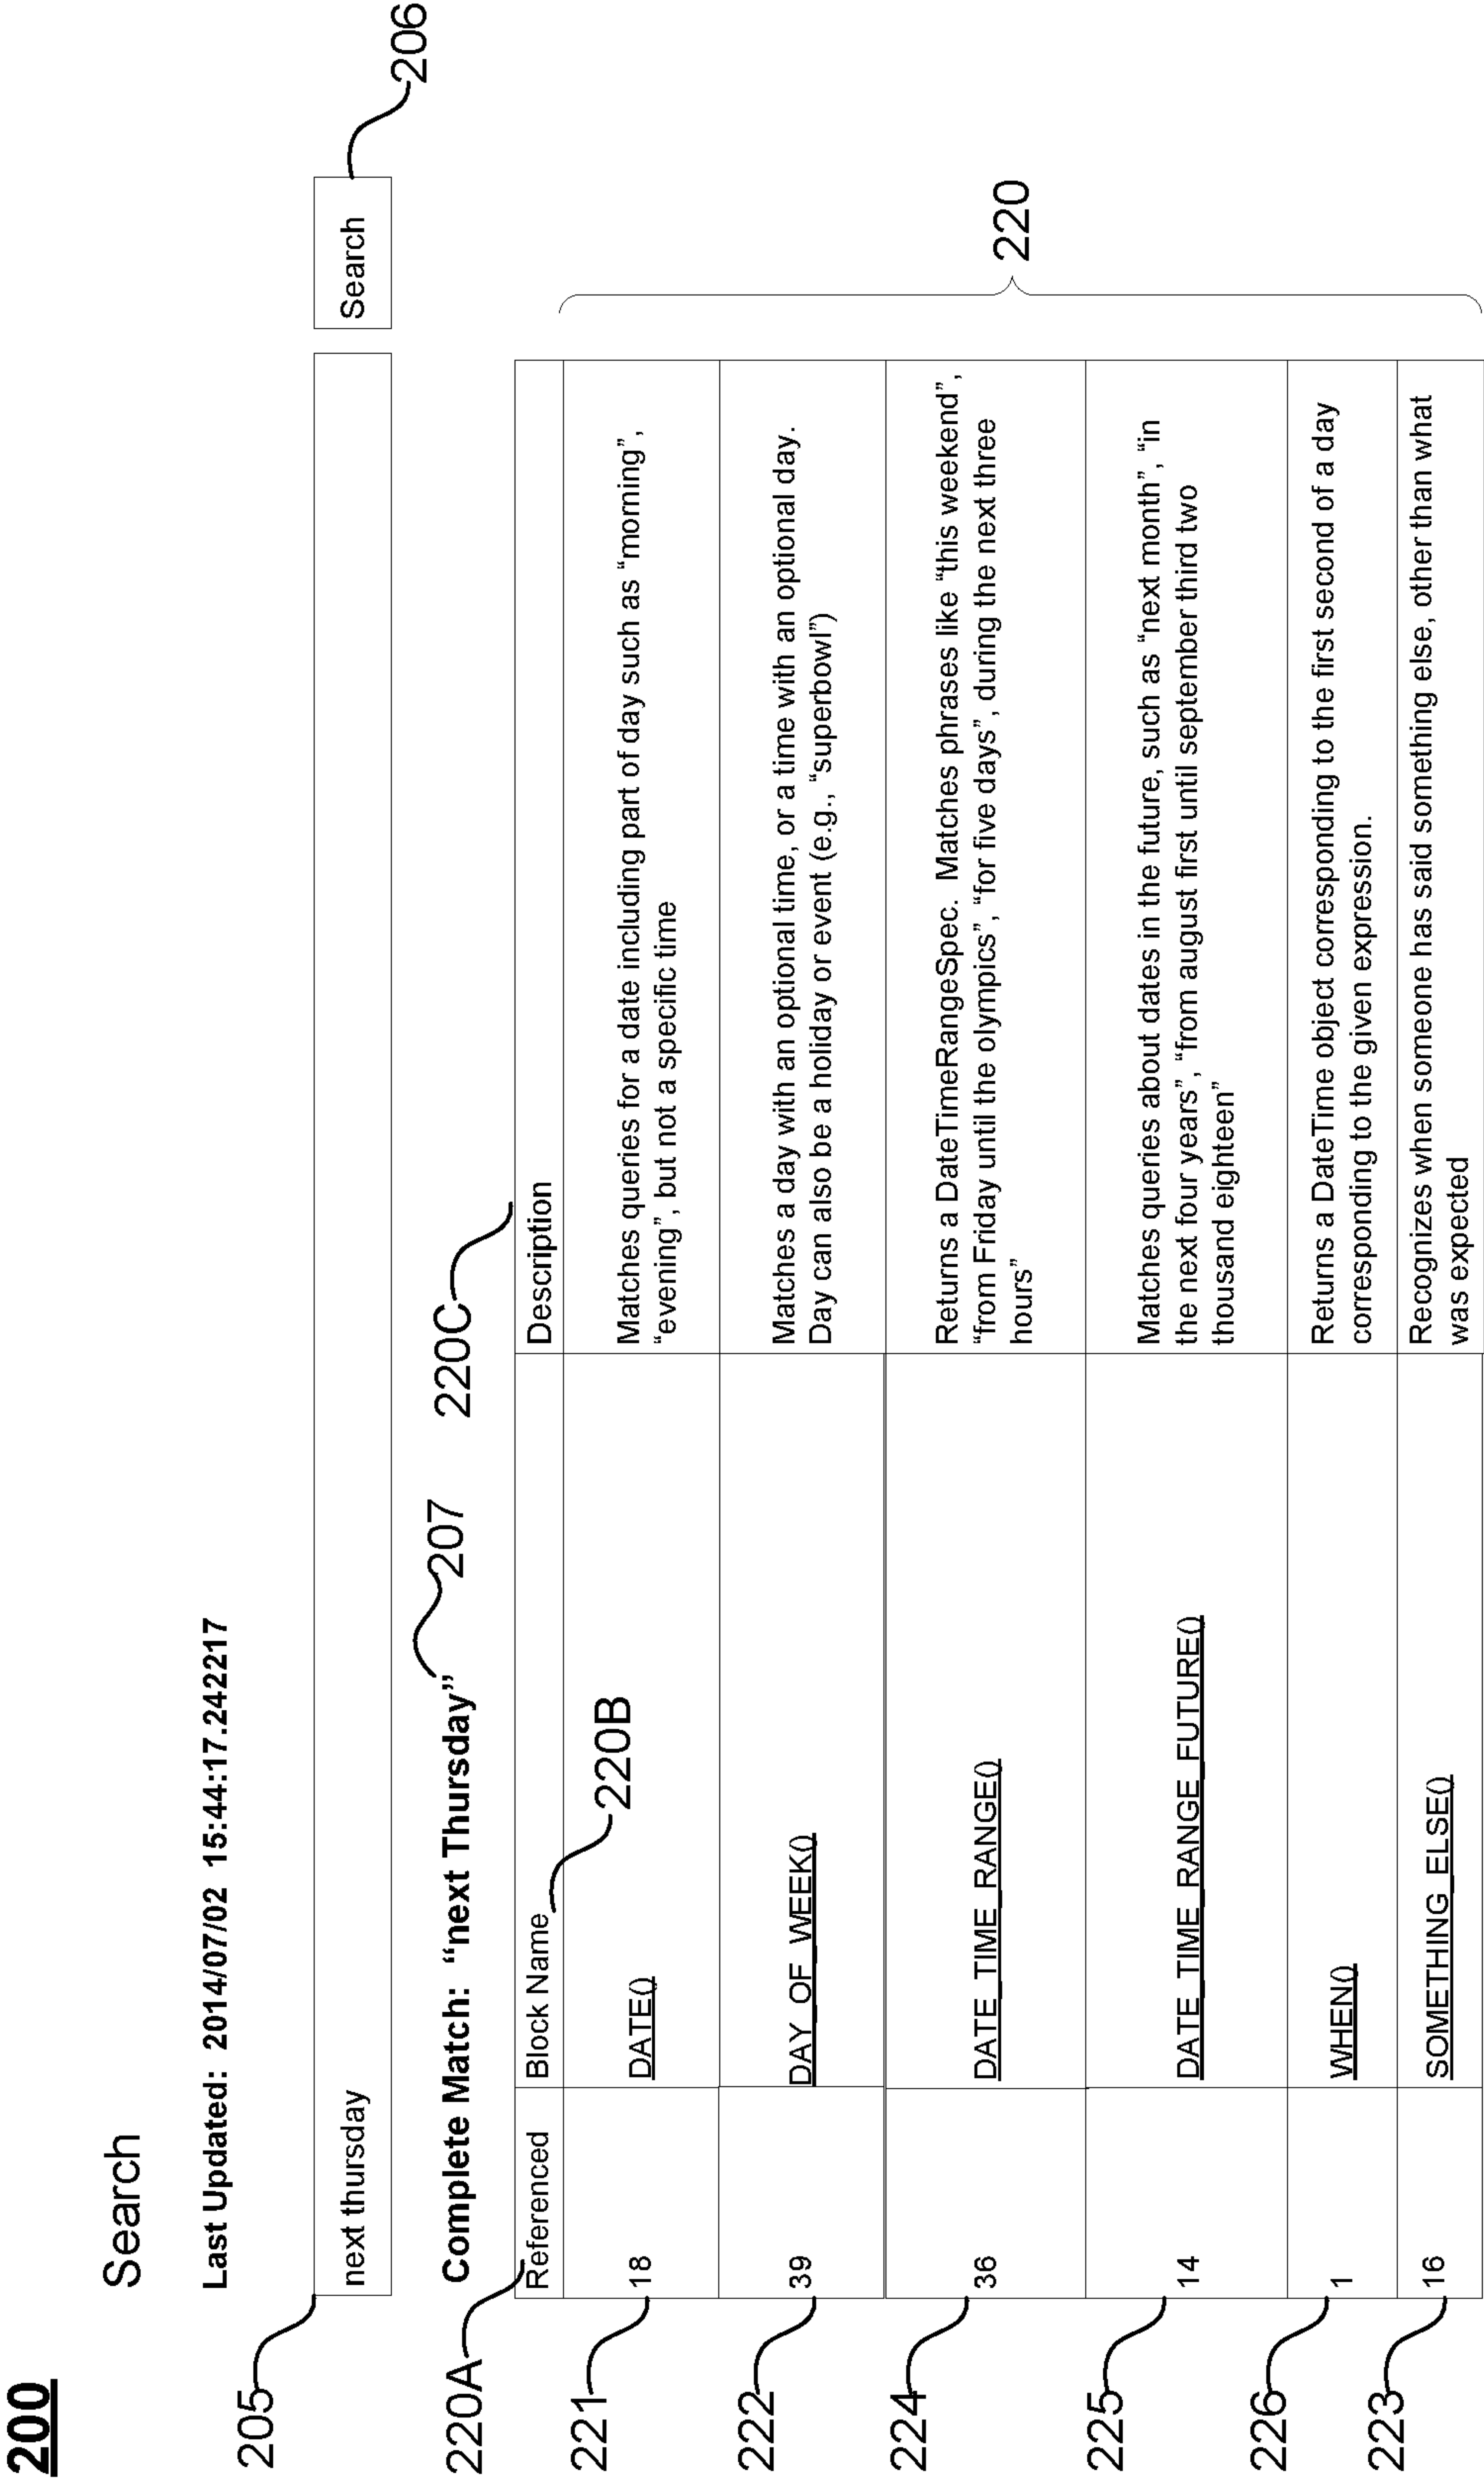 200
Search
Last Updated: 2014/07/02 15:44:17.242217
205
next thursday
Search
206
Complete Match: “next Thursday”
207
220A
220B
220C
Referenced
Block Name
Description
220
221
18
DATE()
Matches queries for a date including part of day such as “morning”,
“evening”, but not a specific time
222
39
DAY_OF_WEEK()
Matches a day with an optional time, or a time with an optional day.
Day can also be a holiday or event (e.g., “superbowl”)
224
36
DATE_TIME_RANGE()
Returns a DateTimeRangeSpec. Matches phrases like “this weekend”,
“from Friday until the olympics”, “for five days”, during the next three
hours”
225
14
DATE_TIME_RANGE_FUTURE()
Matches queries about dates in the future, such as “next month”, “in
the next four years”, “from august first until september third two
thousand eighteen”
226
1
WHEN()
Returns a DateTime object corresponding to the first second of a day
corresponding to the given expression.
223
16
SOMETHING_ELSE()
Recognizes when someone has said something else, other than what
was expected